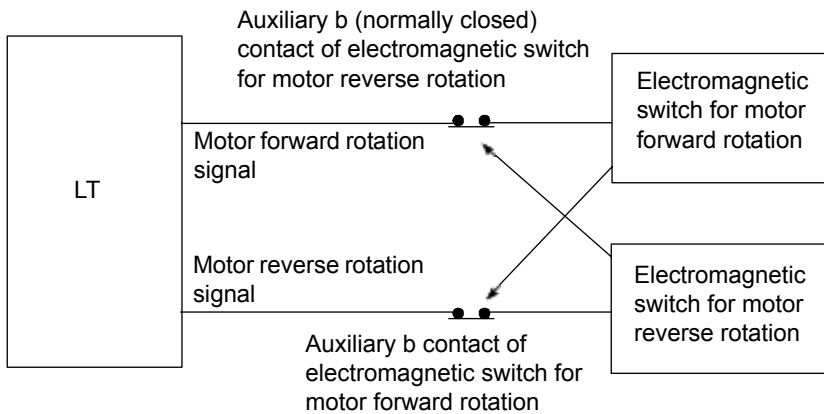 Auxiliary b (normally closed)
contact of electromagnetic switch
for motor reverse rotation
Electromagnetic
switch for motor
forward rotation
Motor forward rotation
signal
LT
Motor reverse rotation
signal
Electromagnetic
switch for motor
reverse rotation
Auxiliary b contact of
electromagnetic switch for
motor forward rotation